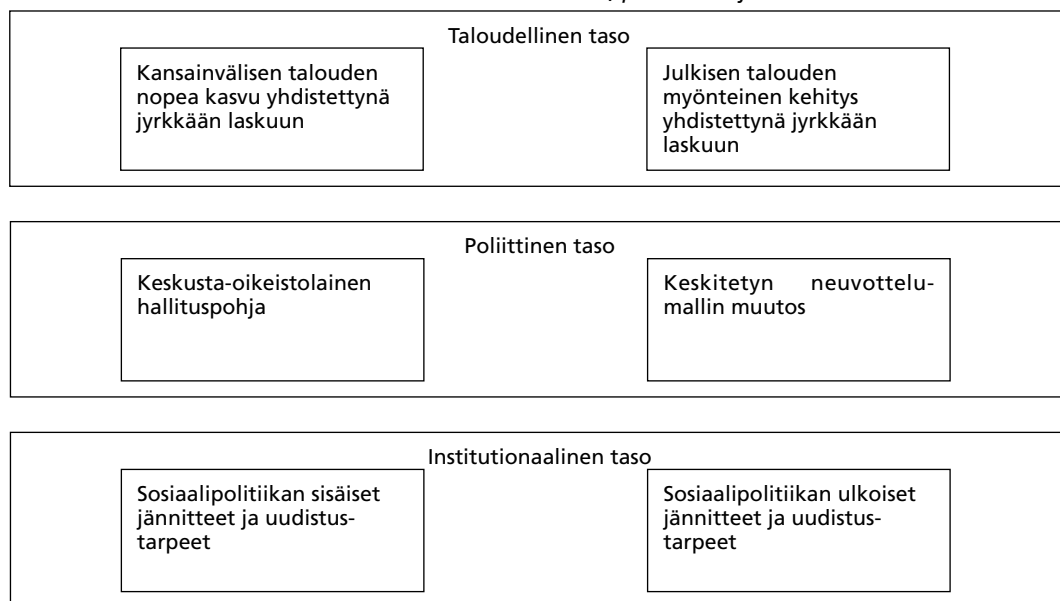 Taloudellinen taso
Kansainvälisen talouden
nopea kasvu yhdistettynä
jyrkkään laskuun
Julkisen talouden
myönteinen kehitys
yhdistettynä jyrkkään
laskuun
Poliittinen taso
Keskusta-oikeistolainen
hallituspohja
Keskitetyn neuvottelu-
mallin muutos
Institutionaalinen taso
Sosiaalipolitiikan sisäiset
jännitteet ja uudistus-
tarpeet
Sosiaalipolitiikan ulkoiset
jännitteet ja uudistus-
tarpeet